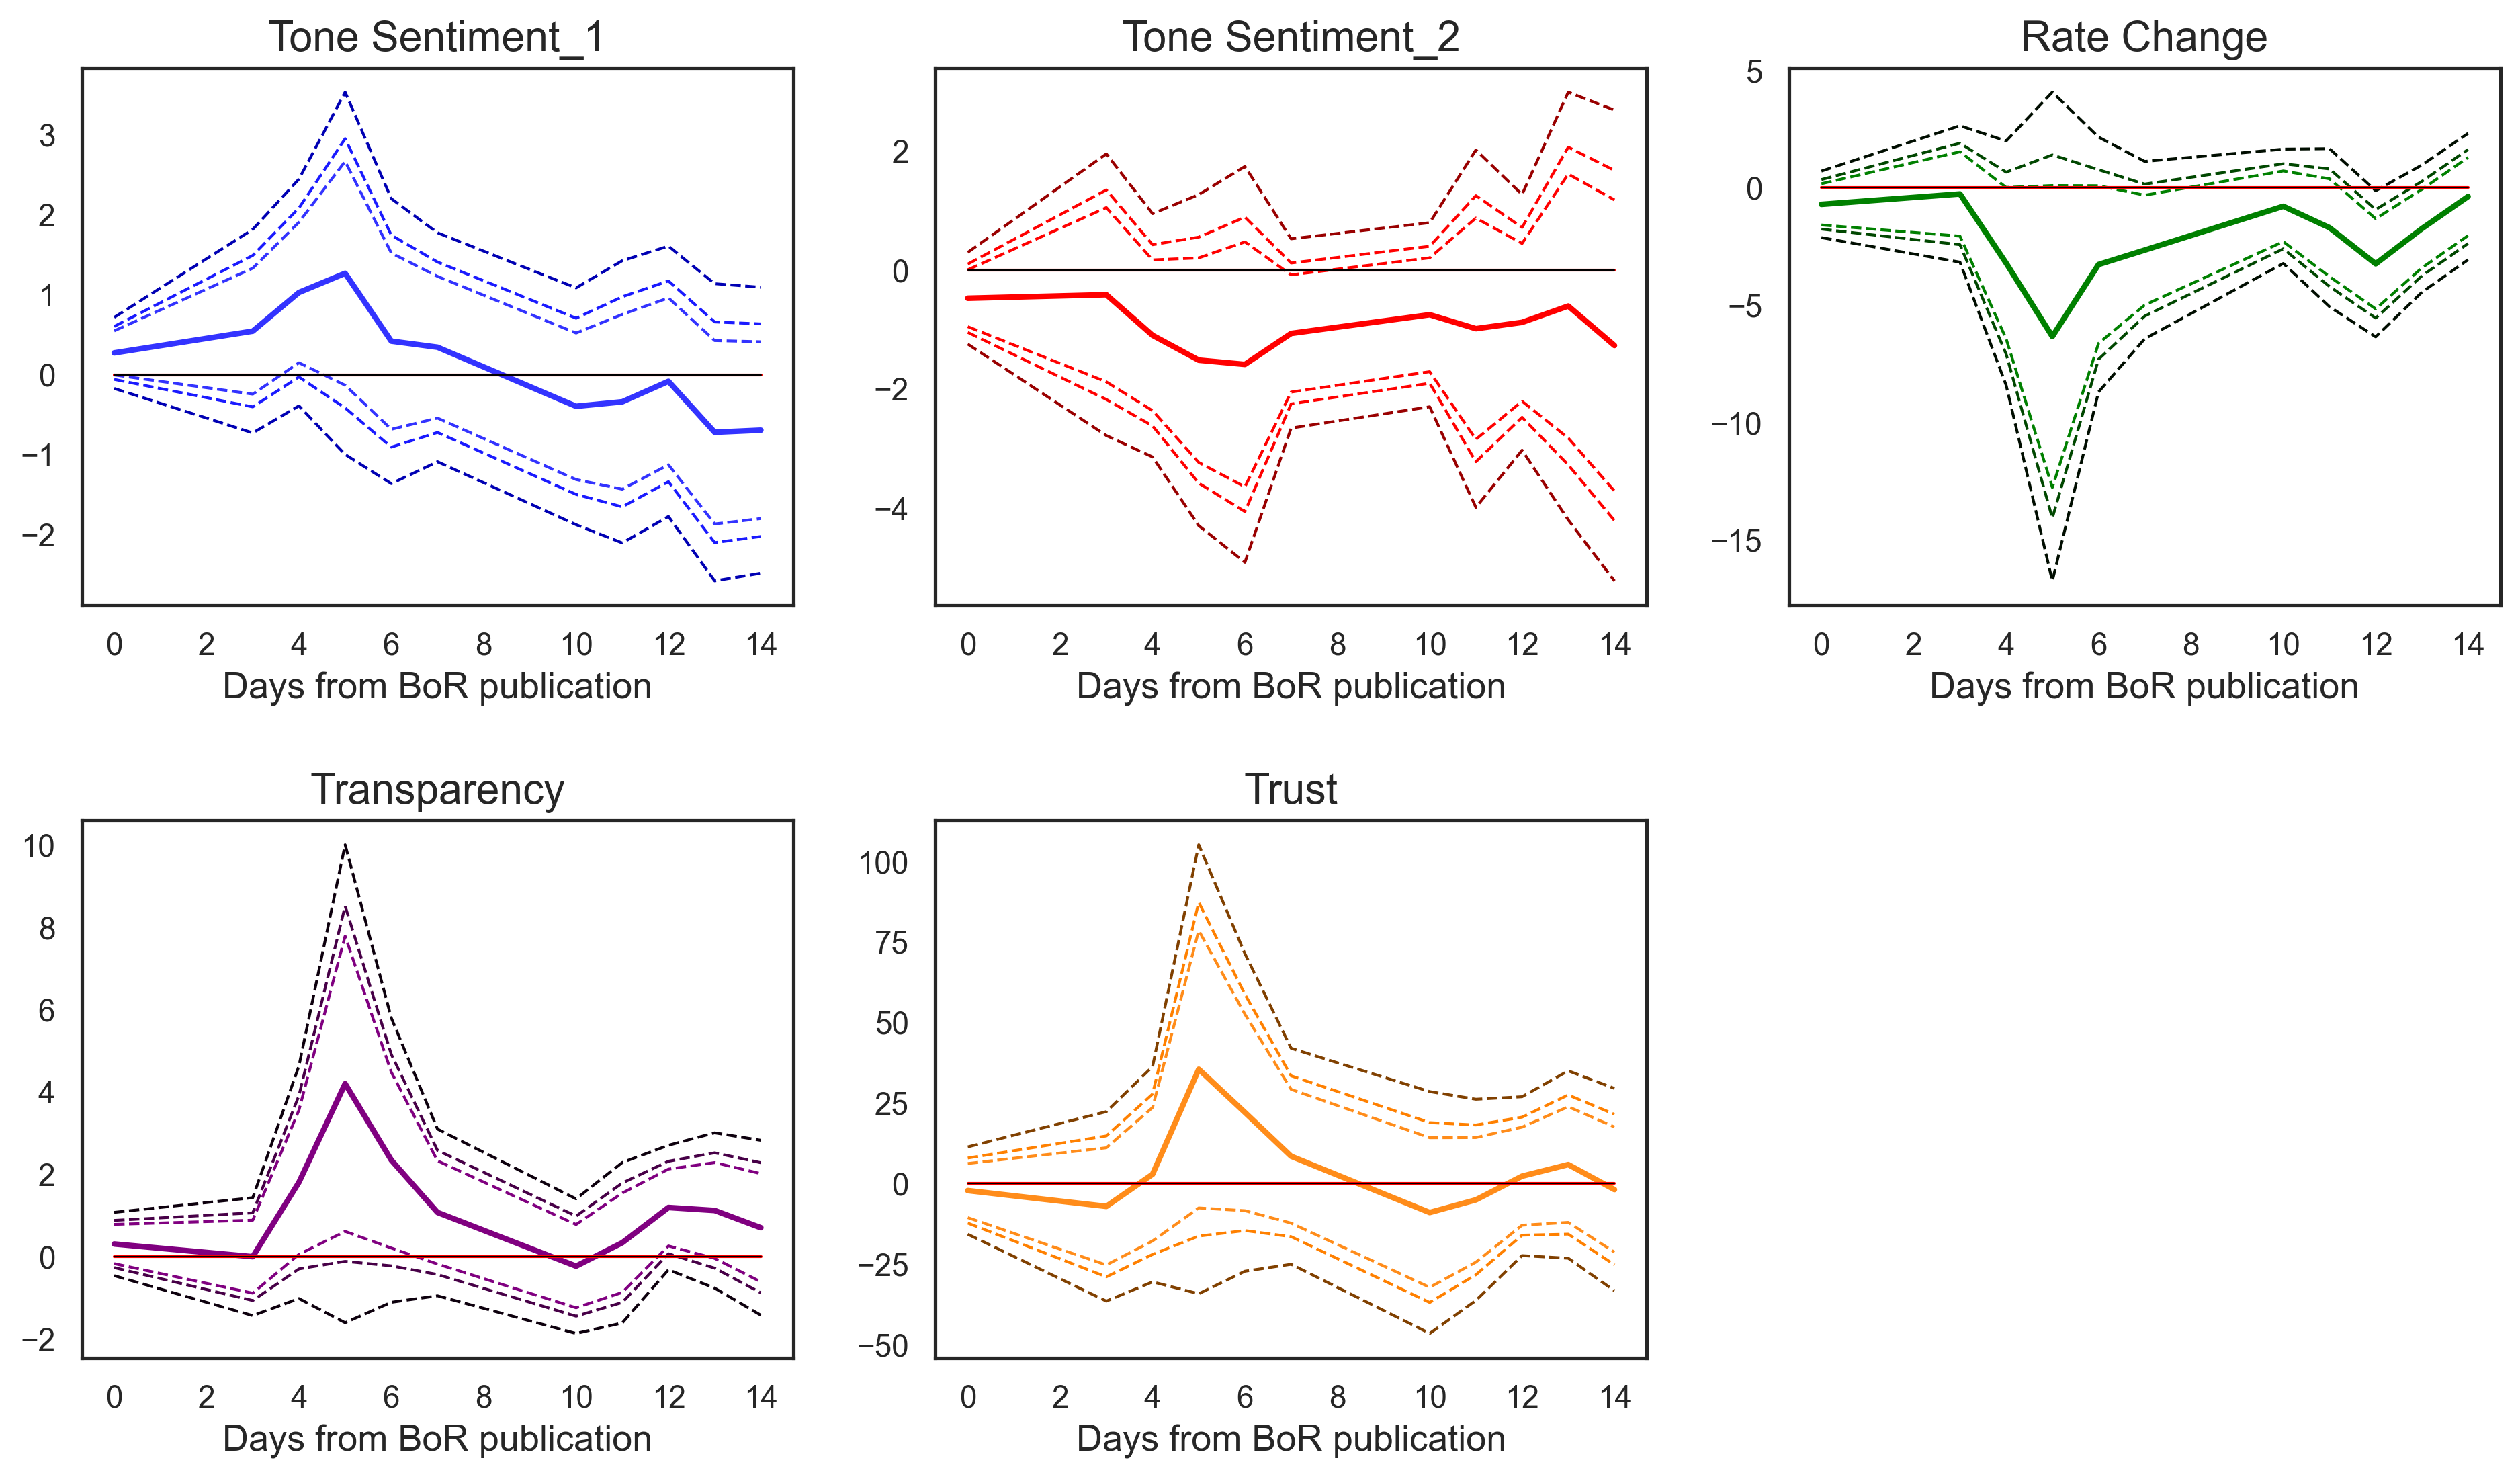 Tone Sentiment_1
3
2
1
0
−1
−2
0 2 4 6 8 10 12 14
Days from BoR publication
Tone Sentiment_2
2
0
−2
−4
0 2 4 6 8 10 12 14
Days from BoR publication
Rate Change
5
0
−5
−10
−15
0 2 4 6 8 10 12 14
Days from BoR publication
Transparency
10
8
6
4
2
0
−2
0 2 4 6 8 10 12 14
Days from BoR publication
Trust
100
75
50
25
0
−25
−50
0 2 4 6 8 10 12 14
Days from BoR publication